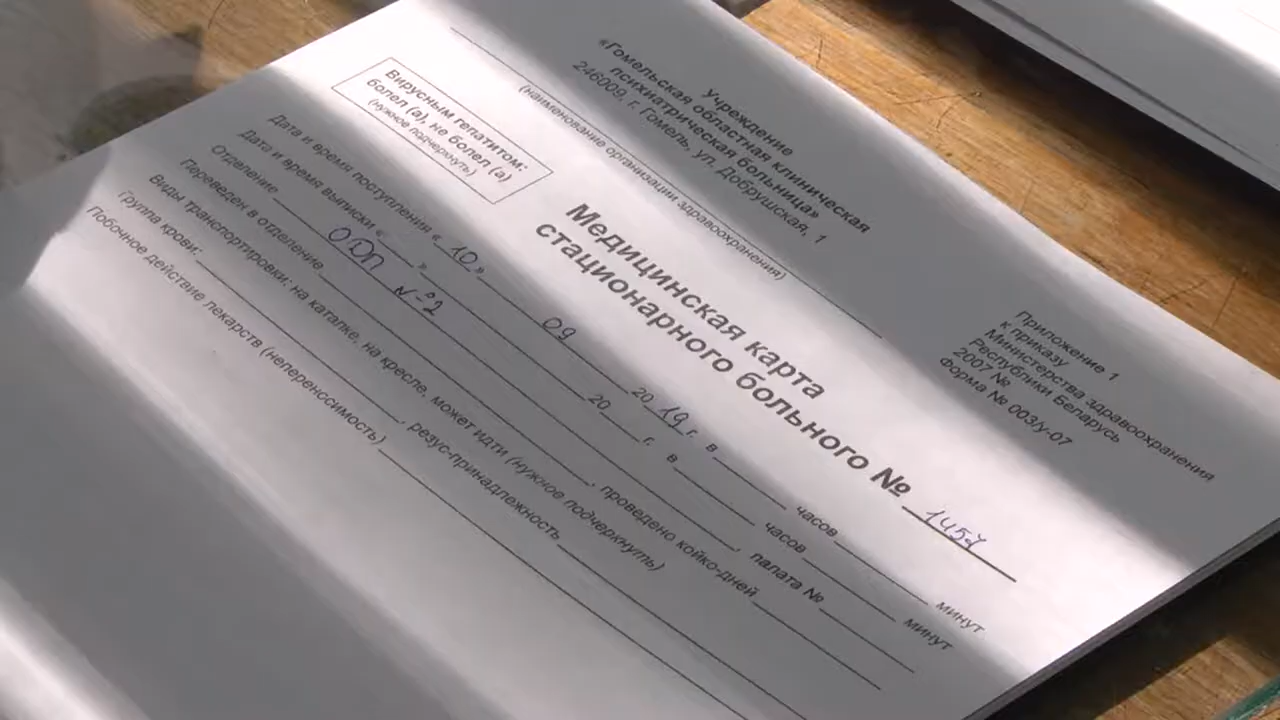 Учреждение
«Гомельская областная клиническая
психиатрическая больница»
246009, г. Гомель, ул. Добрушская, 1
(наименование организации здравоохранения)
Приложение 1
к приказу
Министерства здравоохранения
Республики Беларусь
2007 №
Форма № 003/у-07
Вирусным гепатитом:
болел (а), не болел (а)
(нужное подчеркнуть)
Медицинская карта
стационарного больного № 1457
Дата и время поступления « 10 » 09 20 19 г. в часов минут
Дата и время выписки « » 20 г. в часов минут
Отделение ОДП №2 палата №
Переведен в отделение , проведено койко-дней
Виды транспортировки: на каталке, на кресле, может идти (нужное подчеркнуть)
Группа крови: , резус-принадлежность
Побочное действие лекарств (непереносимость)